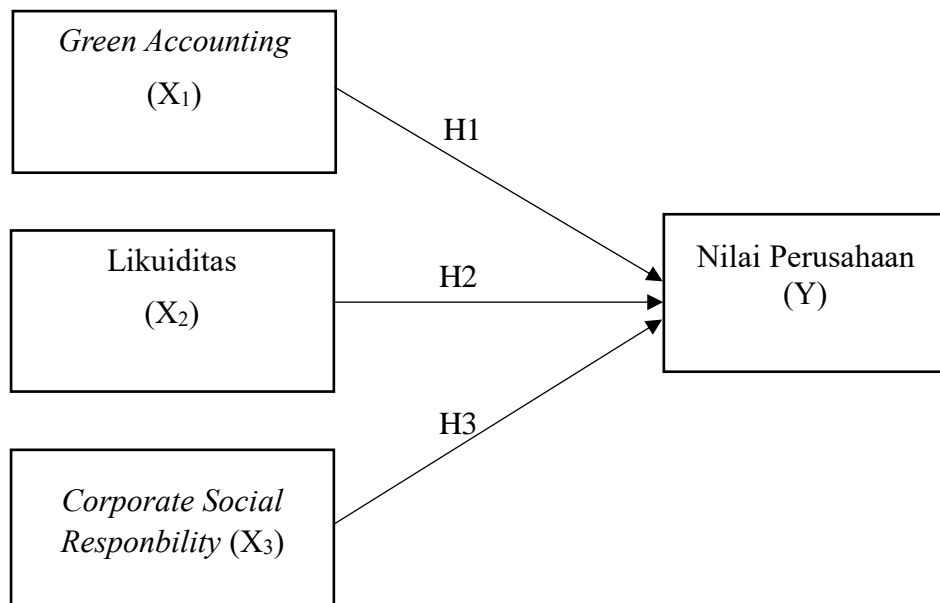 Green Accounting
(X₁)
H1
Likuiditas
(X₂)
H2
Nilai Perusahaan
(Y)
H3
Corporate Social
Responbility (X₃)